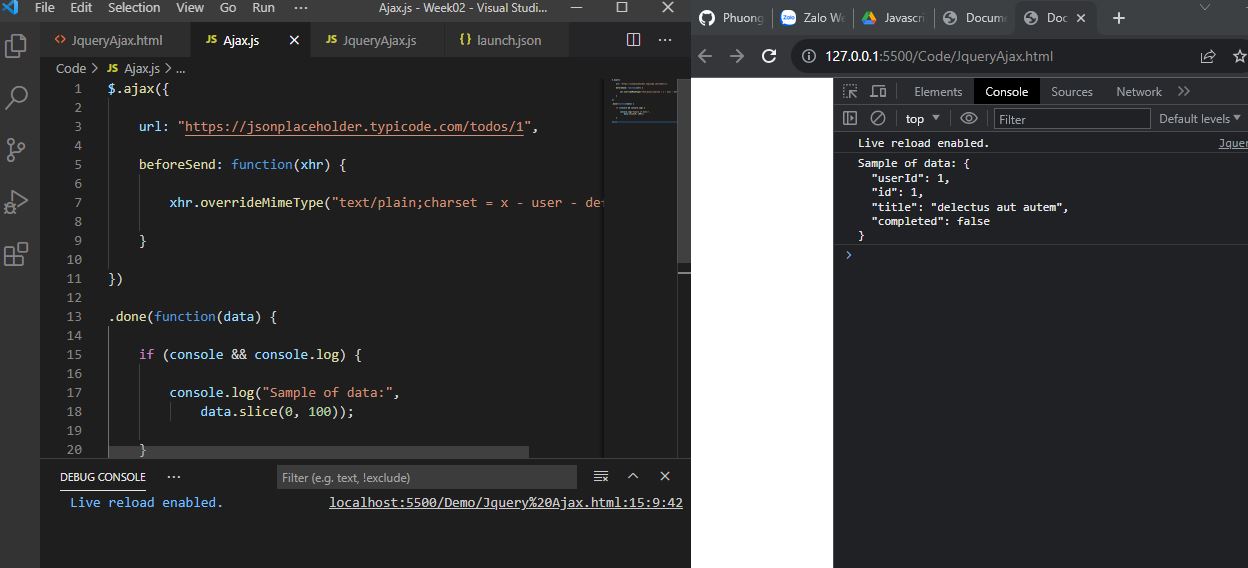 File Edit Selection View Go Run ··· Ajax.js - Week02 - Visual Studi...
JqueryAjax.html JS Ajax.js JS JqueryAjax.js {} launch.json ···
Code > JS Ajax.js > ...
1 $.ajax({
2
3 url: "https://jsonplaceholder.typicode.com/todos/1",
4
5 beforeSend: function(xhr) {
6
7 xhr.overrideMimeType("text/plain;charset = x - user - def
8
9 }
10
11 })
12
13 .done(function(data) {
14
15 if (console && console.log) {
16
17 console.log("Sample of data:",
18 data.slice(0, 100));
19
20 }
DEBUG CONSOLE ··· Filter (e.g. text, !exclude)
Live reload enabled. localhost:5500/Demo/Jquery%20Ajax.html:15:9:42
Phuong Zalo We Javascri Docum Doc
127.0.0.1:5500/Code/JqueryAjax.html
Elements Console Sources Network
top Filter Default levels
Live reload enabled. Jquer
Sample of data: {
"userId": 1,
"id": 1,
"title": "delectus aut autem",
"completed": false
}